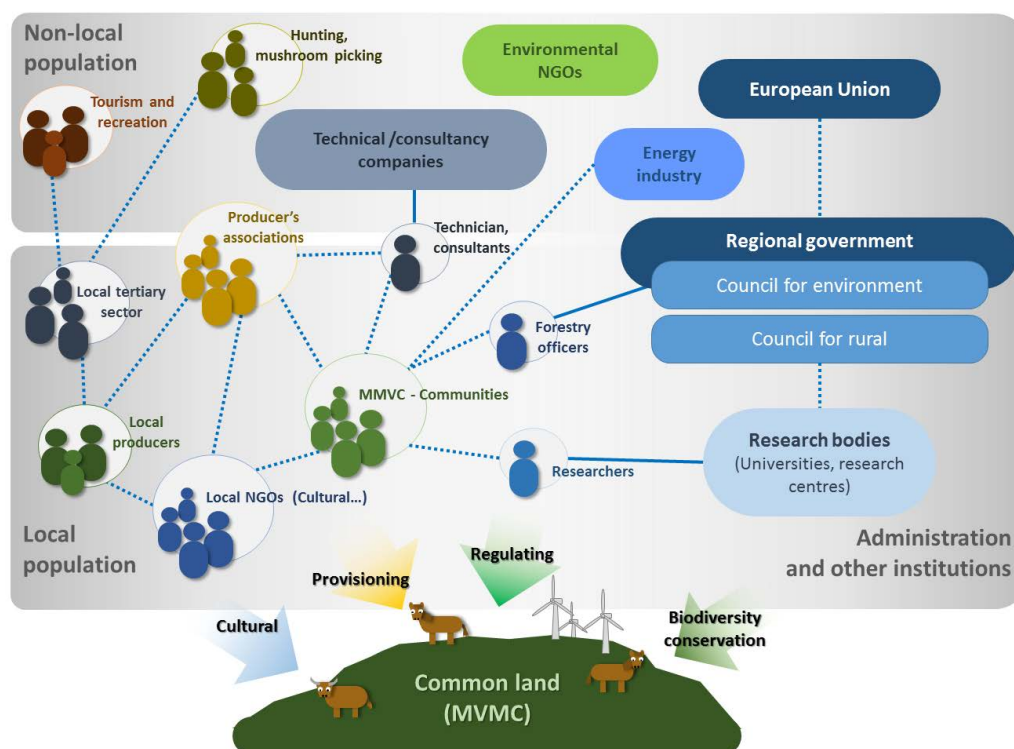 Non-local
population
Hunting,
mushroom picking
Environmental
NGOs
European Union
Tourism and
recreation
Technical /consultancy
companies
Energy
industry
Producer's
associations
Technician,
consultants
Regional government
Council for environment
Council for rural
Local tertiary
sector
Forestry
officers
MMVC - Communities
Local
producers
Research bodies
(Universities, research
centres)
Researchers
Local NGOs (Cultural...)
Local
population
Administration
and other institutions
Provisioning
Regulating
Cultural
Biodiversity
conservation
Common land
(MVMC)